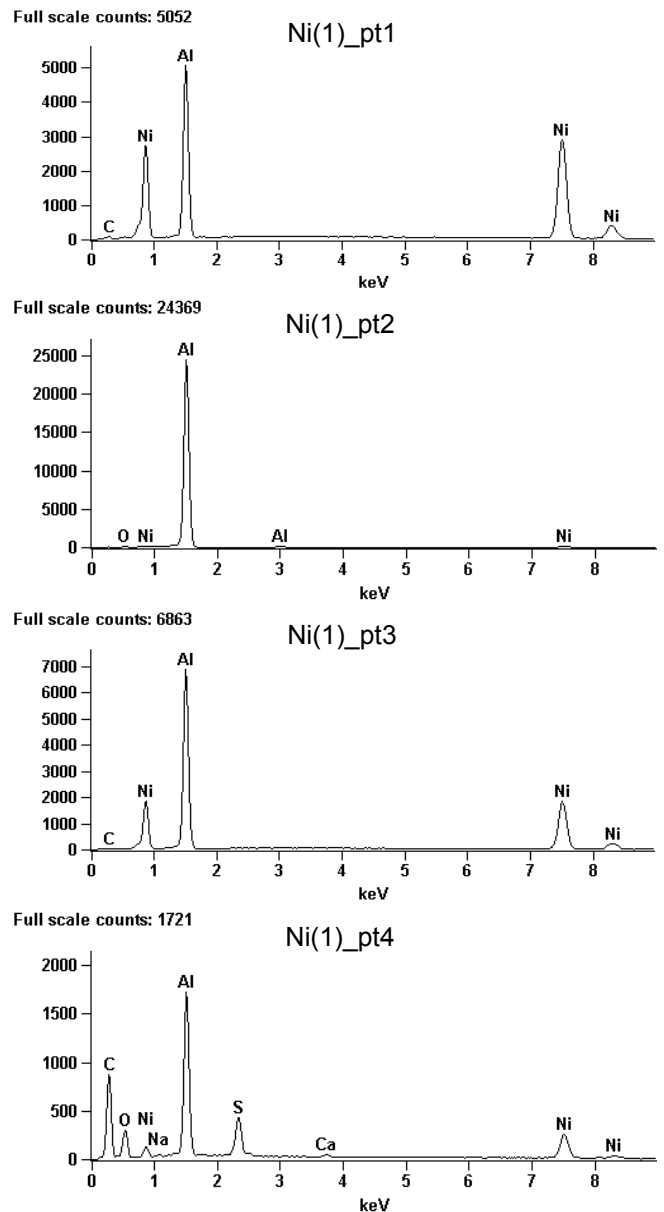 Full scale counts: 5052
Ni(1)_pt1
5000
4000
3000
2000
1000
0
C
Ni
Al
Ni
Ni
0 1 2 3 4 5 6 7 8
keV
Full scale counts: 24369
Ni(1)_pt2
25000
20000
15000
10000
5000
0
O Ni
Al
Al
Ni
0 1 2 3 4 5 6 7 8
keV
Full scale counts: 6863
Ni(1)_pt3
7000
6000
5000
4000
3000
2000
1000
0
C
Ni
Al
Ni
Ni
0 1 2 3 4 5 6 7 8
keV
Full scale counts: 1721
Ni(1)_pt4
2000
1500
1000
500
0
C
O
Ni
Na
Al
S
Ca
Ni
Ni
0 1 2 3 4 5 6 7 8
keV